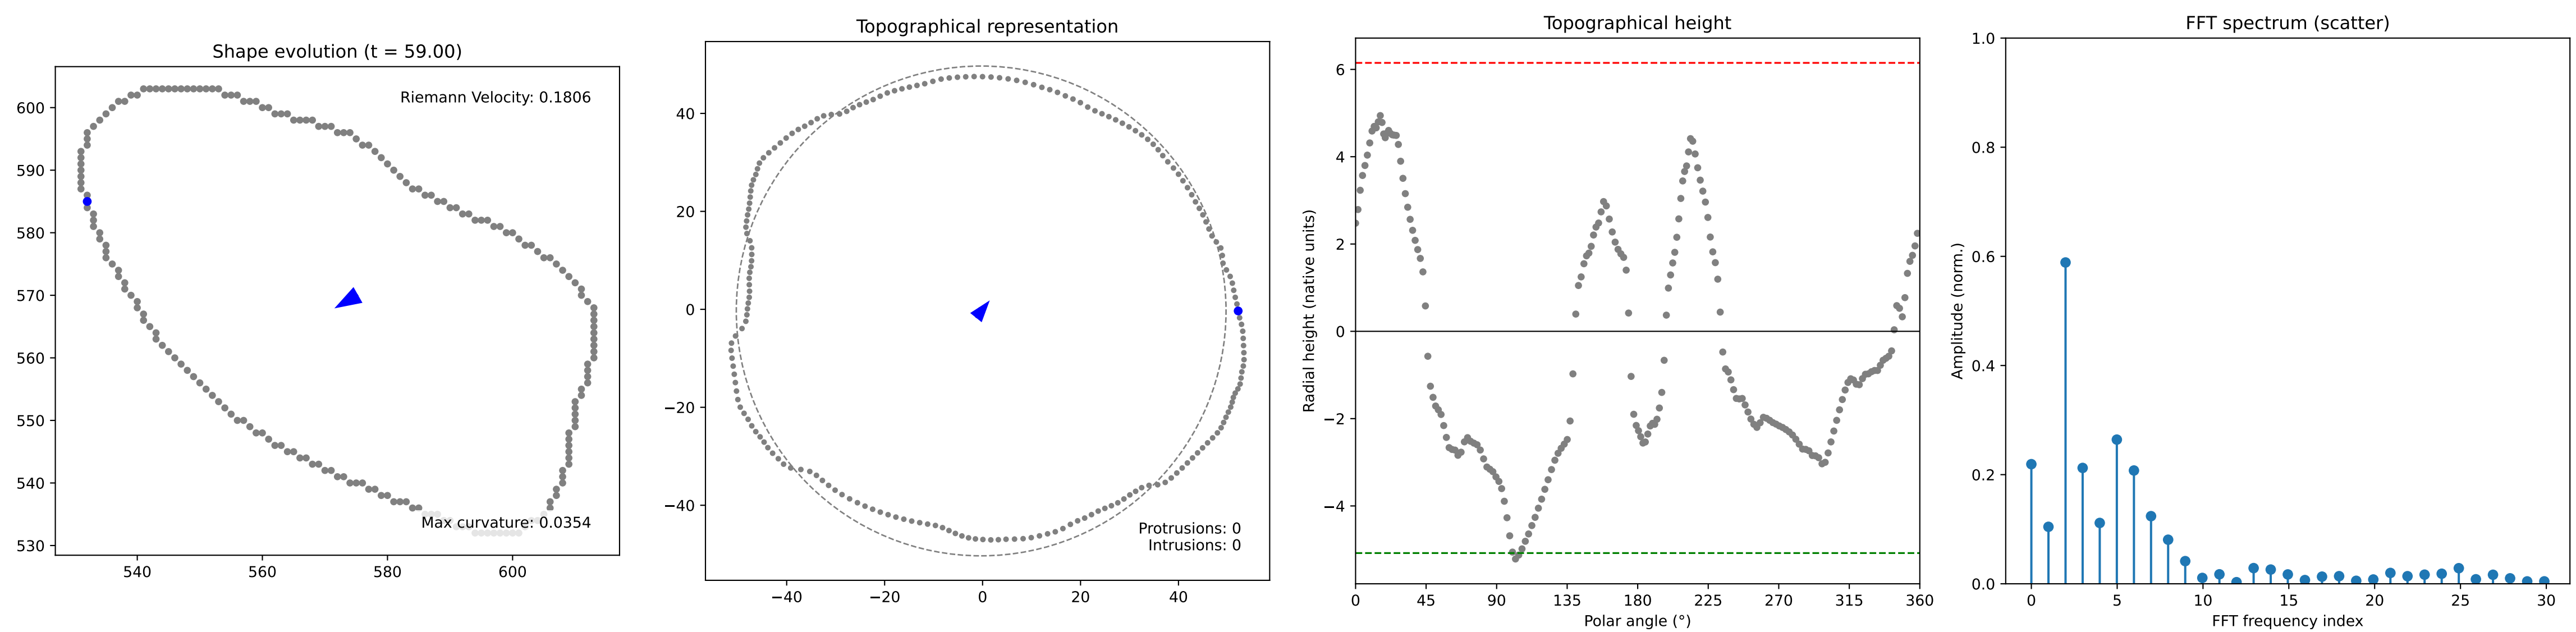 Shape evolution (t = 59.00)
Riemann Velocity: 0.1806
Max curvature: 0.0354
600
590
580
570
560
550
540
530
540 560 580 600
Topographical representation
40
20
0
−20
−40
−40 −20 0 20 40
Protrusions: 0
Intrusions: 0
Topographical height
Radial height (native units)
6
4
2
0
−2
−4
0 45 90 135 180 225 270 315 360
Polar angle (°)
FFT spectrum (scatter)
Amplitude (norm.)
1.0
0.8
0.6
0.4
0.2
0.0
0 5 10 15 20 25 30
FFT frequency index